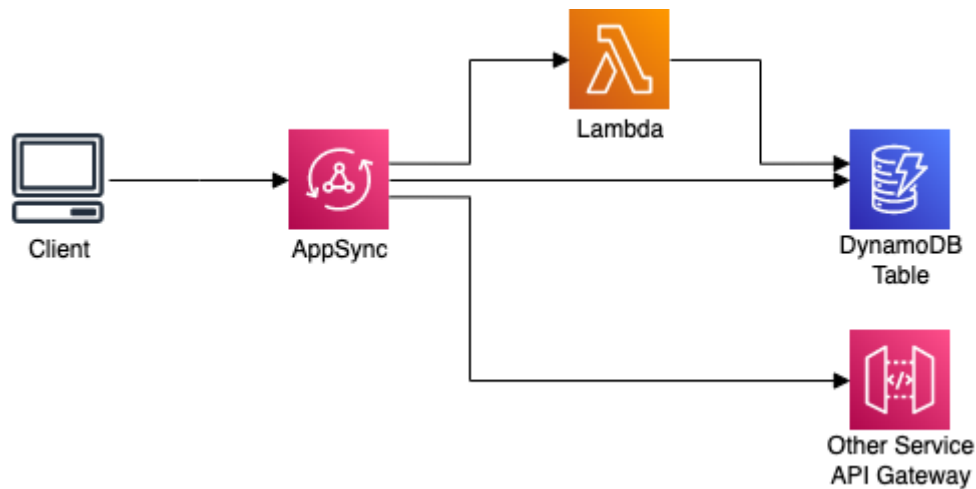 Lambda
Client
AppSync
DynamoDB
Table
</>
Other Service
API Gateway